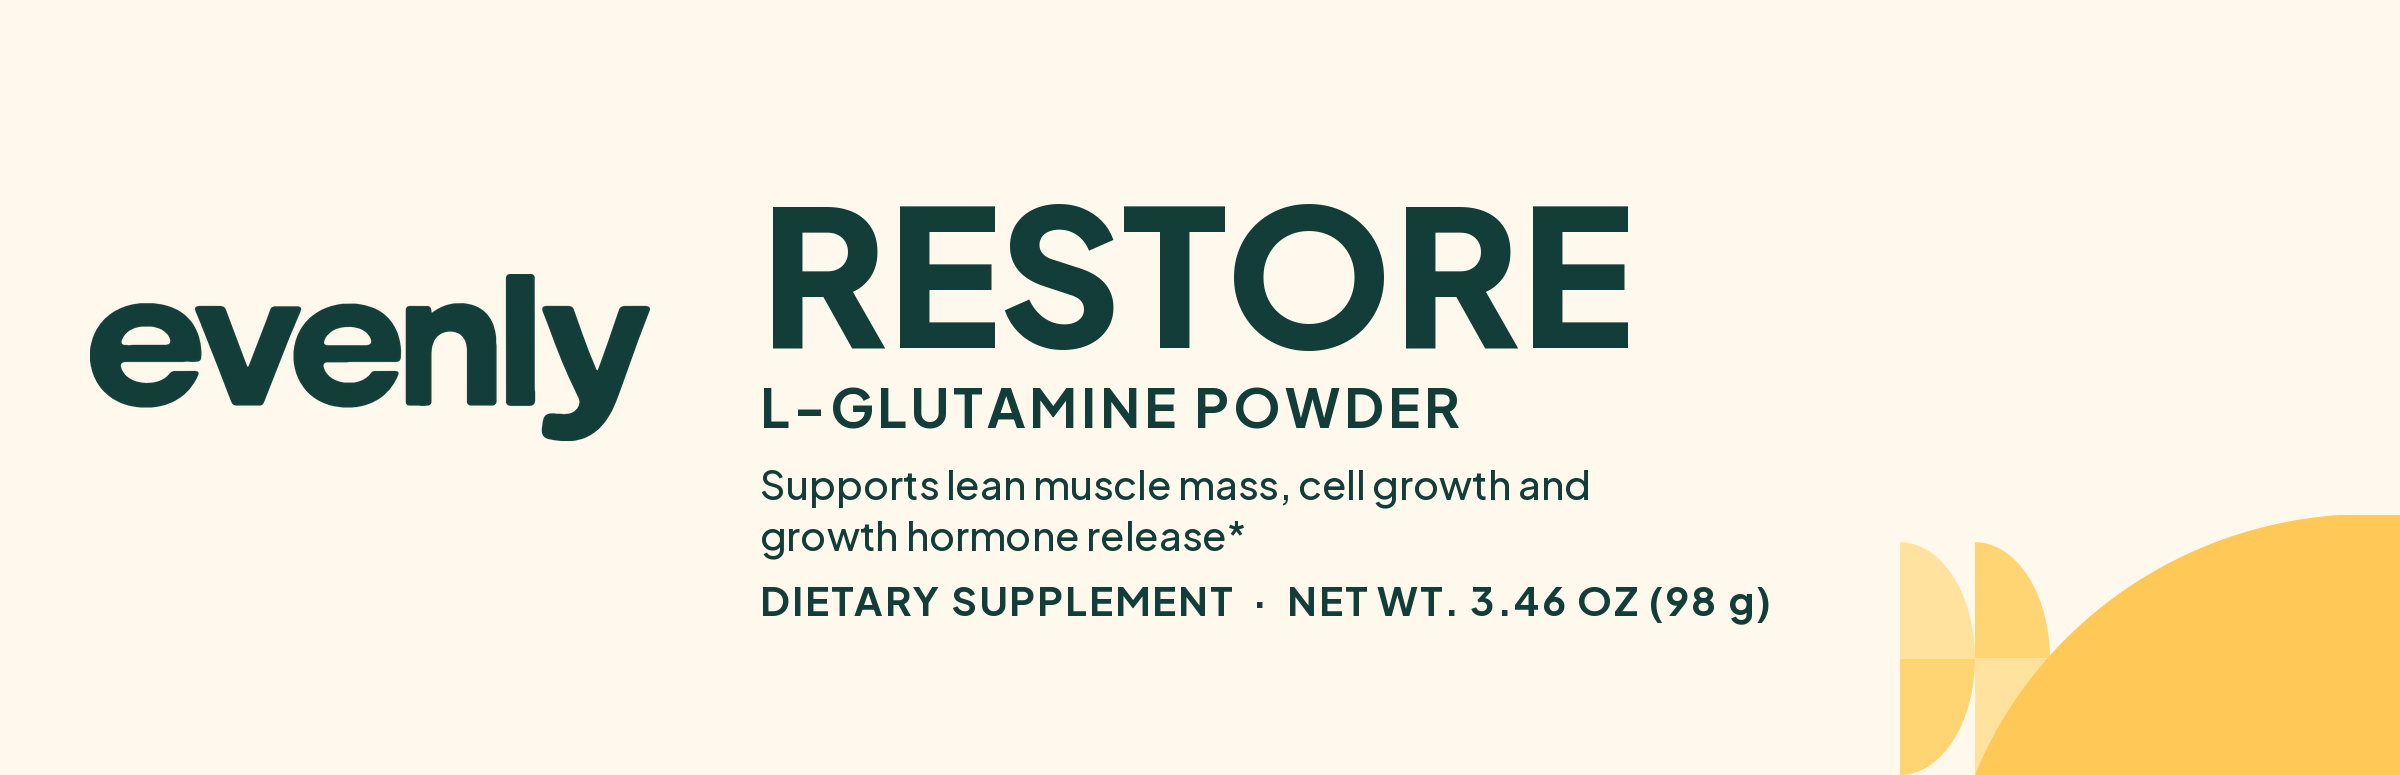 evenly
RESTORE
L-GLUTAMINE POWDER
Supports lean muscle mass, cell growth and
growth hormone release*
DIETARY SUPPLEMENT · NET WT. 3.46 OZ (98 g)